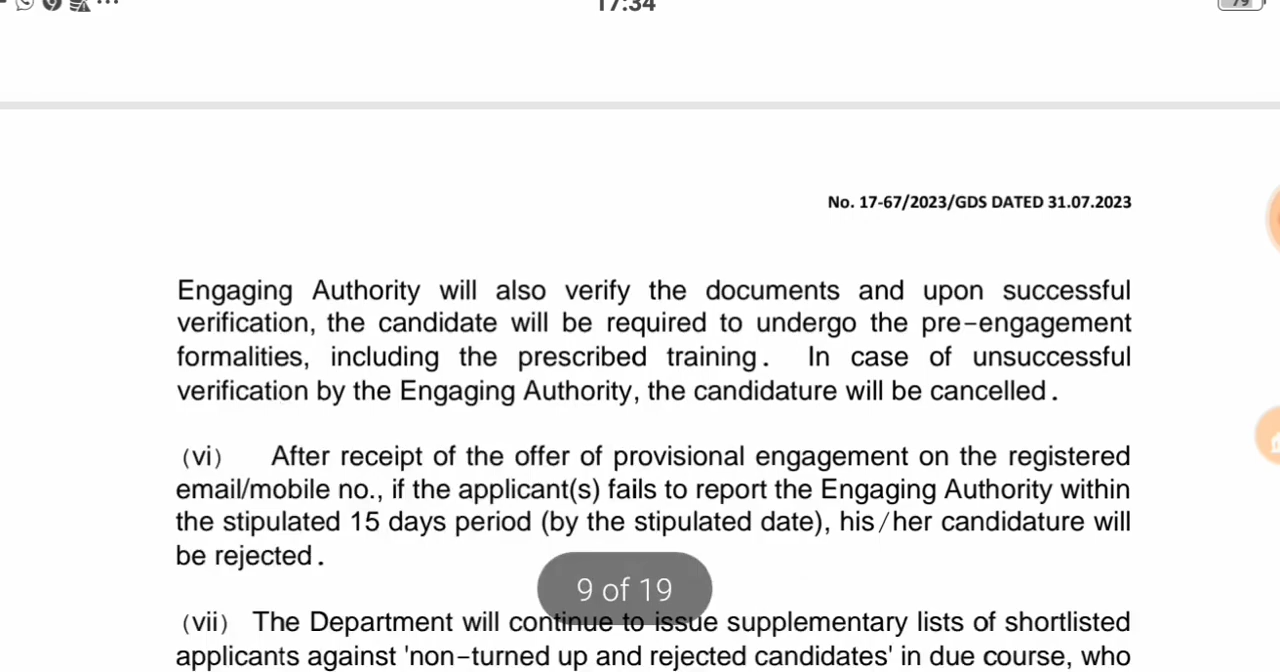 17:34
79
No. 17-67/2023/GDS DATED 31.07.2023
Engaging Authority will also verify the documents and upon successful
verification, the candidate will be required to undergo the pre-engagement
formalities, including the prescribed training. In case of unsuccessful
verification by the Engaging Authority, the candidature will be cancelled.
(vi) After receipt of the offer of provisional engagement on the registered
email/mobile no., if the applicant(s) fails to report the Engaging Authority within
the stipulated 15 days period (by the stipulated date), his/her candidature will
be rejected.
9 of 19
(vii) The Department will continue to issue supplementary lists of shortlisted
applicants against 'non-turned up and rejected candidates' in due course, who